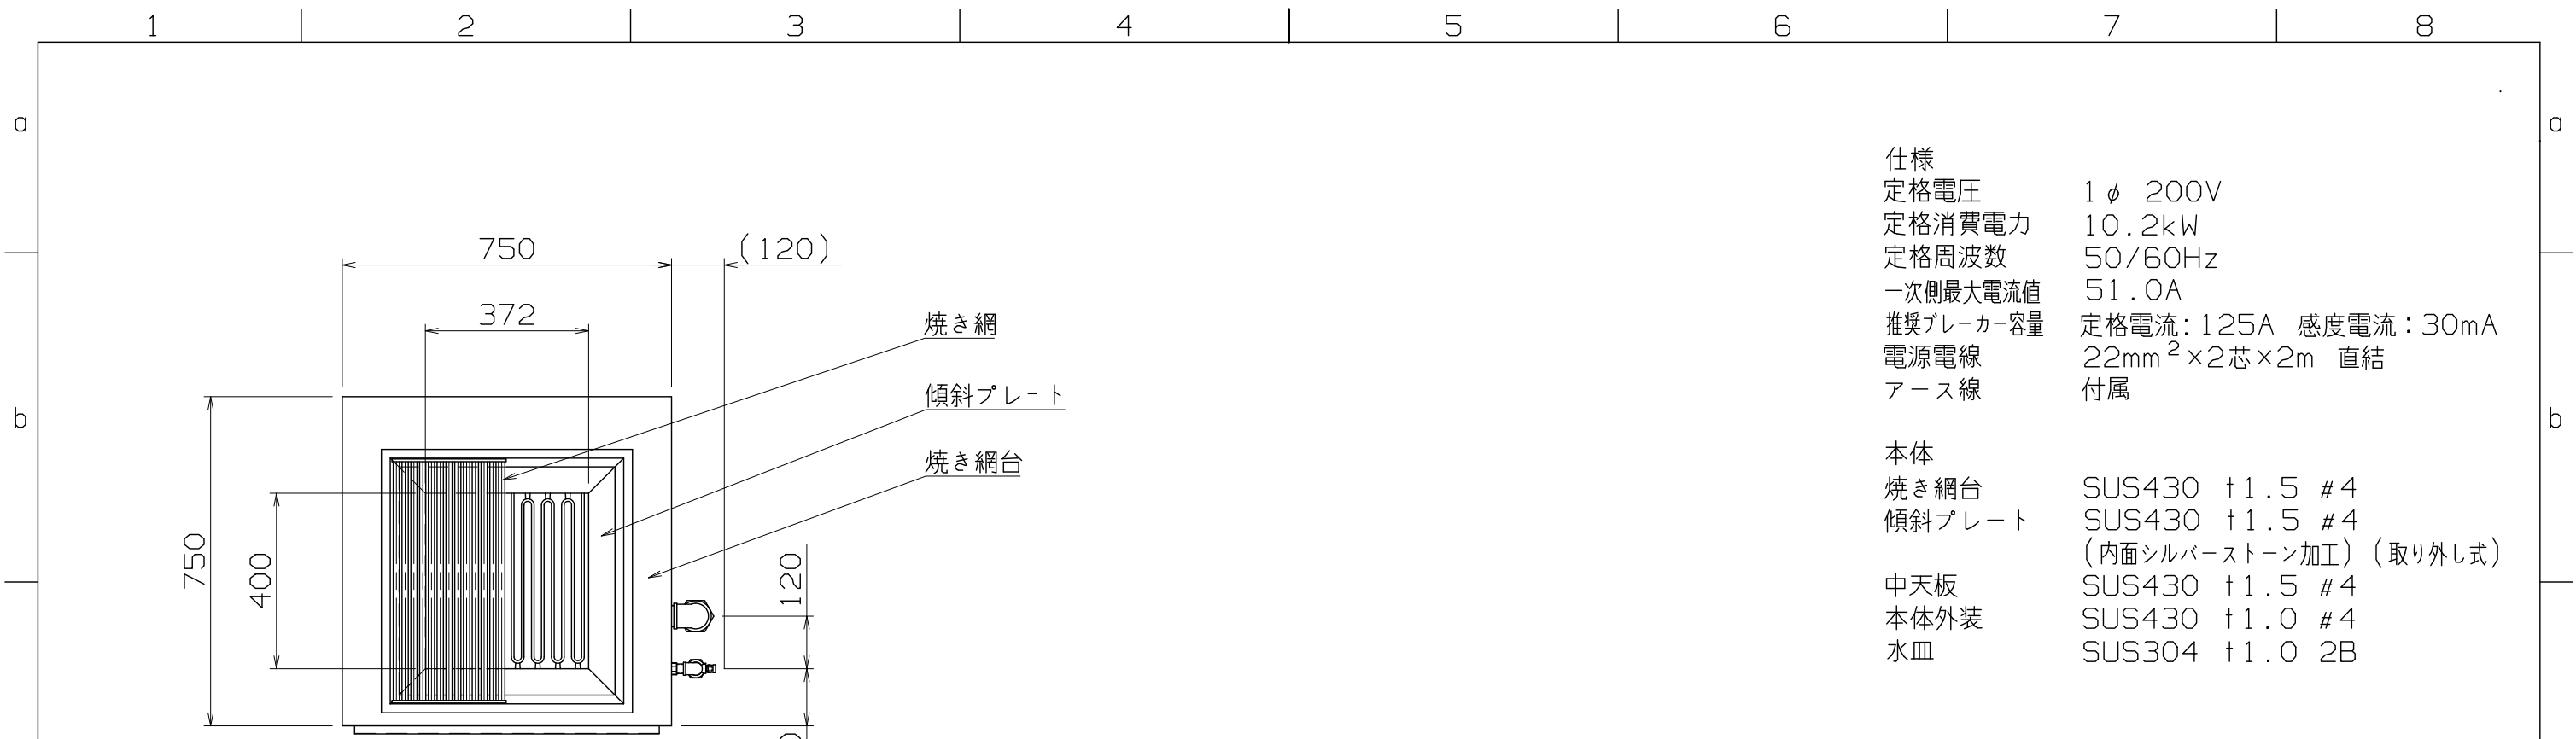 1 2 3 4 5 6 7 8
a a
仕様
定格電圧 1φ 200V
定格消費電力 10.2kW
定格周波数 50/60Hz
一次側最大電流値 51.0A
推奨ブレーカー容量 定格電流:125A 感度電流:30mA
電源電線 22mm²×2芯×2m 直結
アース線 付属
b b
本体
焼き網台 SUS430 t1.5 #4
傾斜プレート SUS430 t1.5 #4
(内面シルバーストーン加工)(取り外し式)
中天板 SUS430 t1.5 #4
本体外装 SUS430 t1.0 #4
水皿 SUS304 t1.0 2B
750 (120)
372
焼き網
傾斜プレート
焼き網台
750
400
120